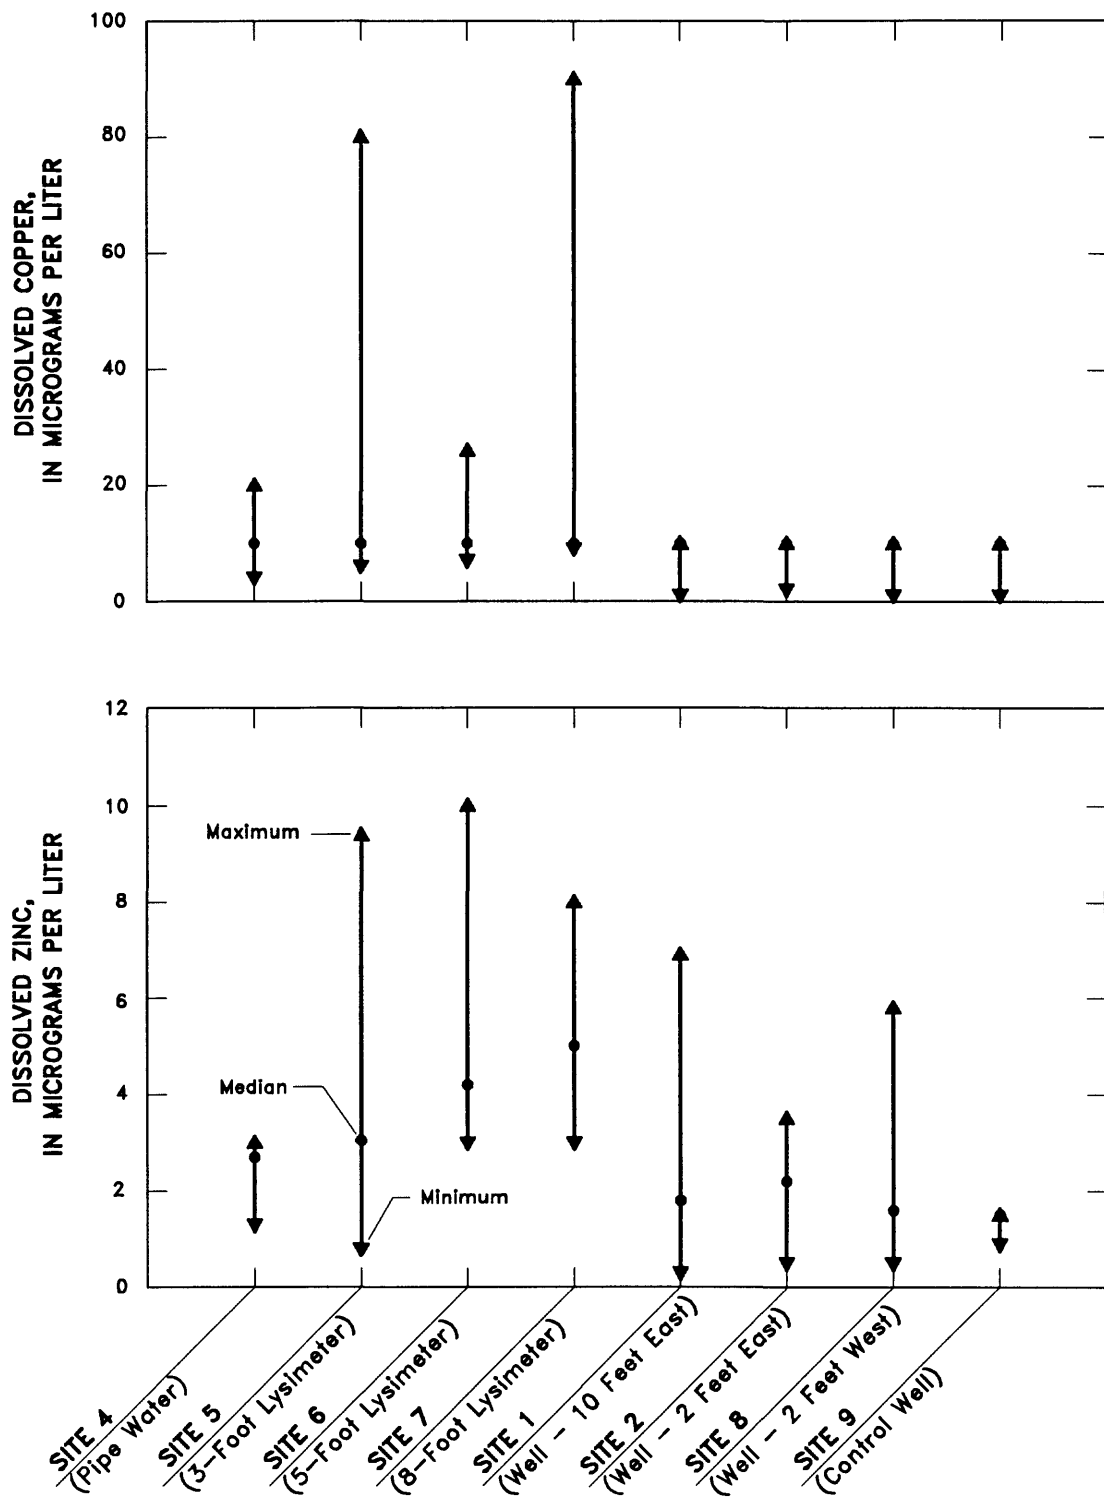 DISSOLVED COPPER,
IN MICROGRAMS PER LITER
100
80
60
40
20
0
DISSOLVED ZINC,
IN MICROGRAMS PER LITER
12
10
8
6
4
2
0
Maximum
Median
Minimum
SITE 4
(Pipe Water)
SITE 5
(3-Foot Lysimeter)
SITE 6
(5-Foot Lysimeter)
SITE 7
(8-Foot Lysimeter)
SITE 1
(Well - 10 Feet East)
SITE 2
(Well - 2 Feet East)
SITE 8
(Well - 2 Feet West)
SITE 9
(Control Well)